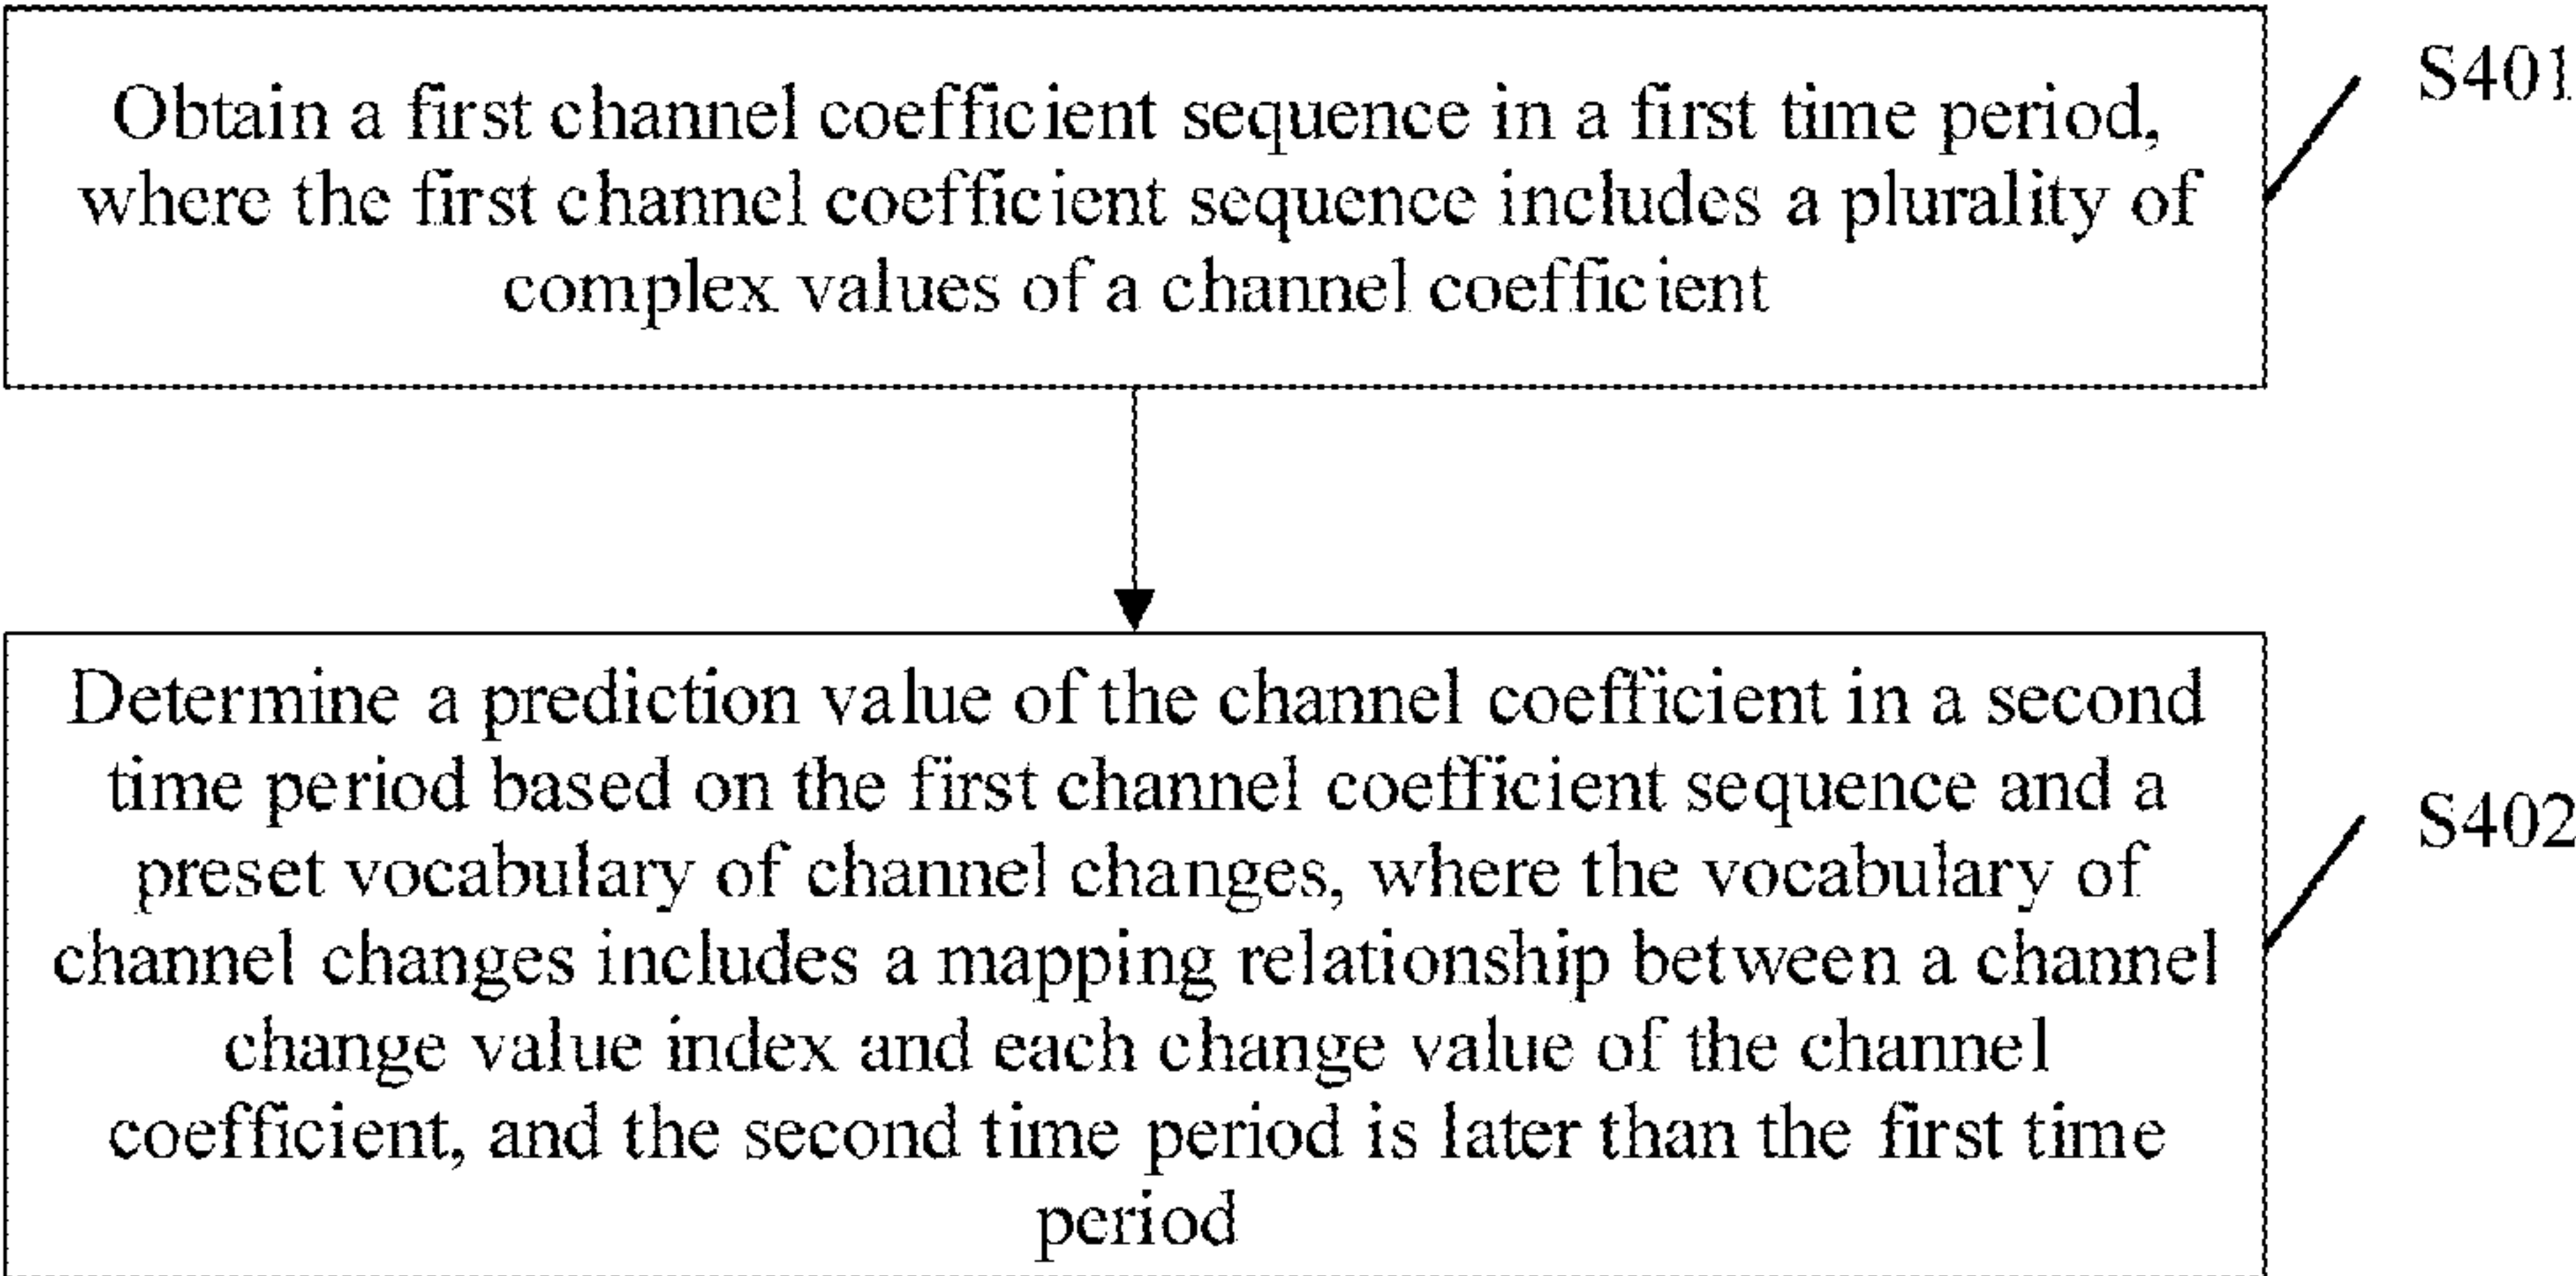 Obtain a first channel coefficient sequence in a first time period,
where the first channel coefficient sequence includes a plurality of
complex values of a channel coefficient
S401
Determine a prediction value of the channel coefficient in a second
time period based on the first channel coefficient sequence and a
preset vocabulary of channel changes, where the vocabulary of
channel changes includes a mapping relationship between a channel
change value index and each change value of the channel
coefficient, and the second time period is later than the first time
period
S402